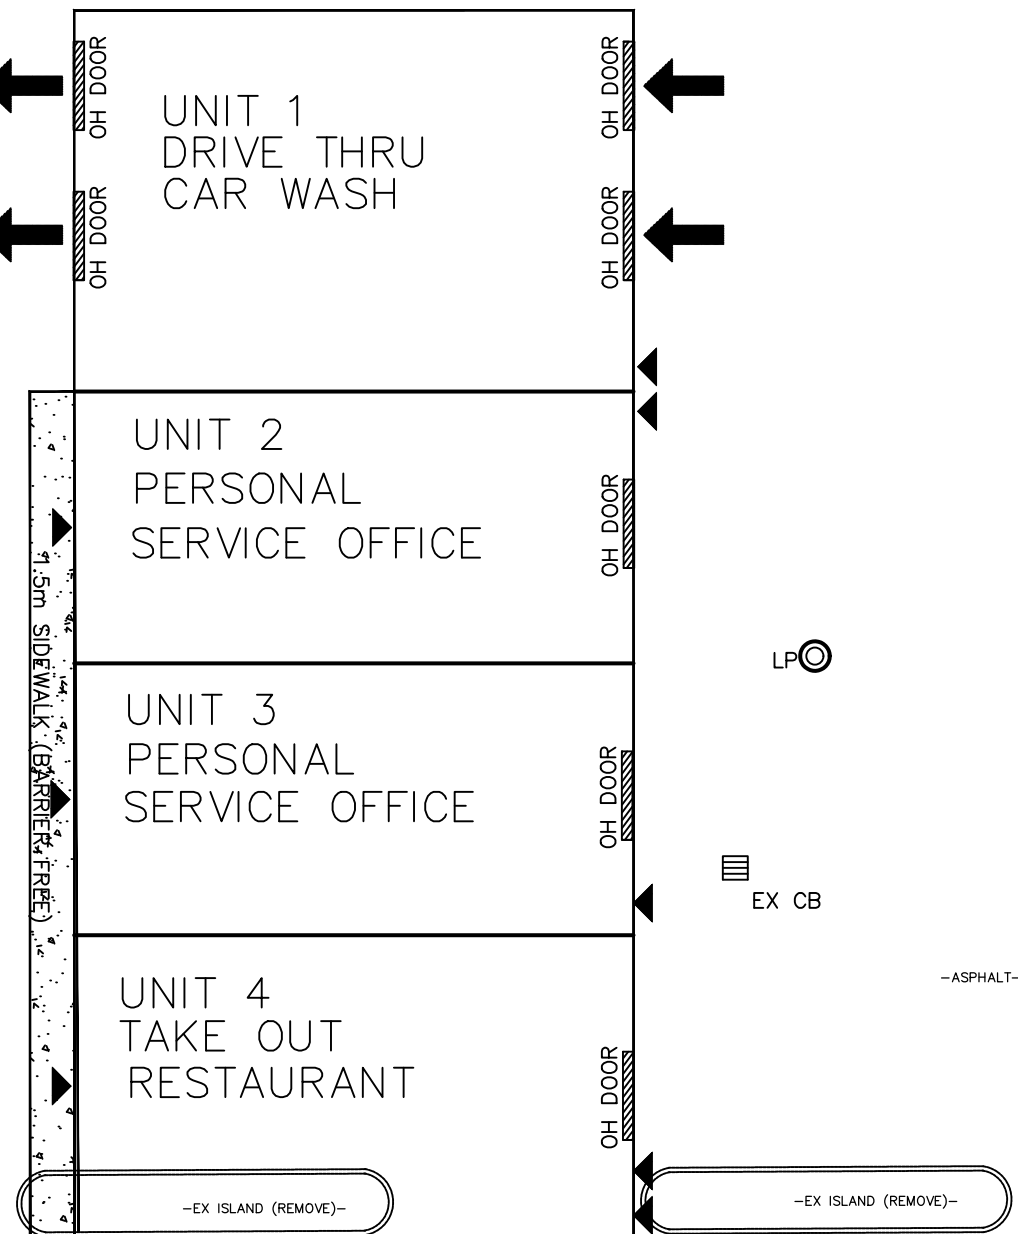 OH DOOR
OH DOOR
UNIT 1
DRIVE THRU
CAR WASH
OH DOOR
OH DOOR
UNIT 2
PERSONAL
SERVICE OFFICE
OH DOOR
1.5m SIDEWALK (BARRIER FREE)
LP
UNIT 3
PERSONAL
SERVICE OFFICE
OH DOOR
EX CB
-ASPHALT-
UNIT 4
TAKE OUT
RESTAURANT
OH DOOR
-EX ISLAND (REMOVE)-
-EX ISLAND (REMOVE)-